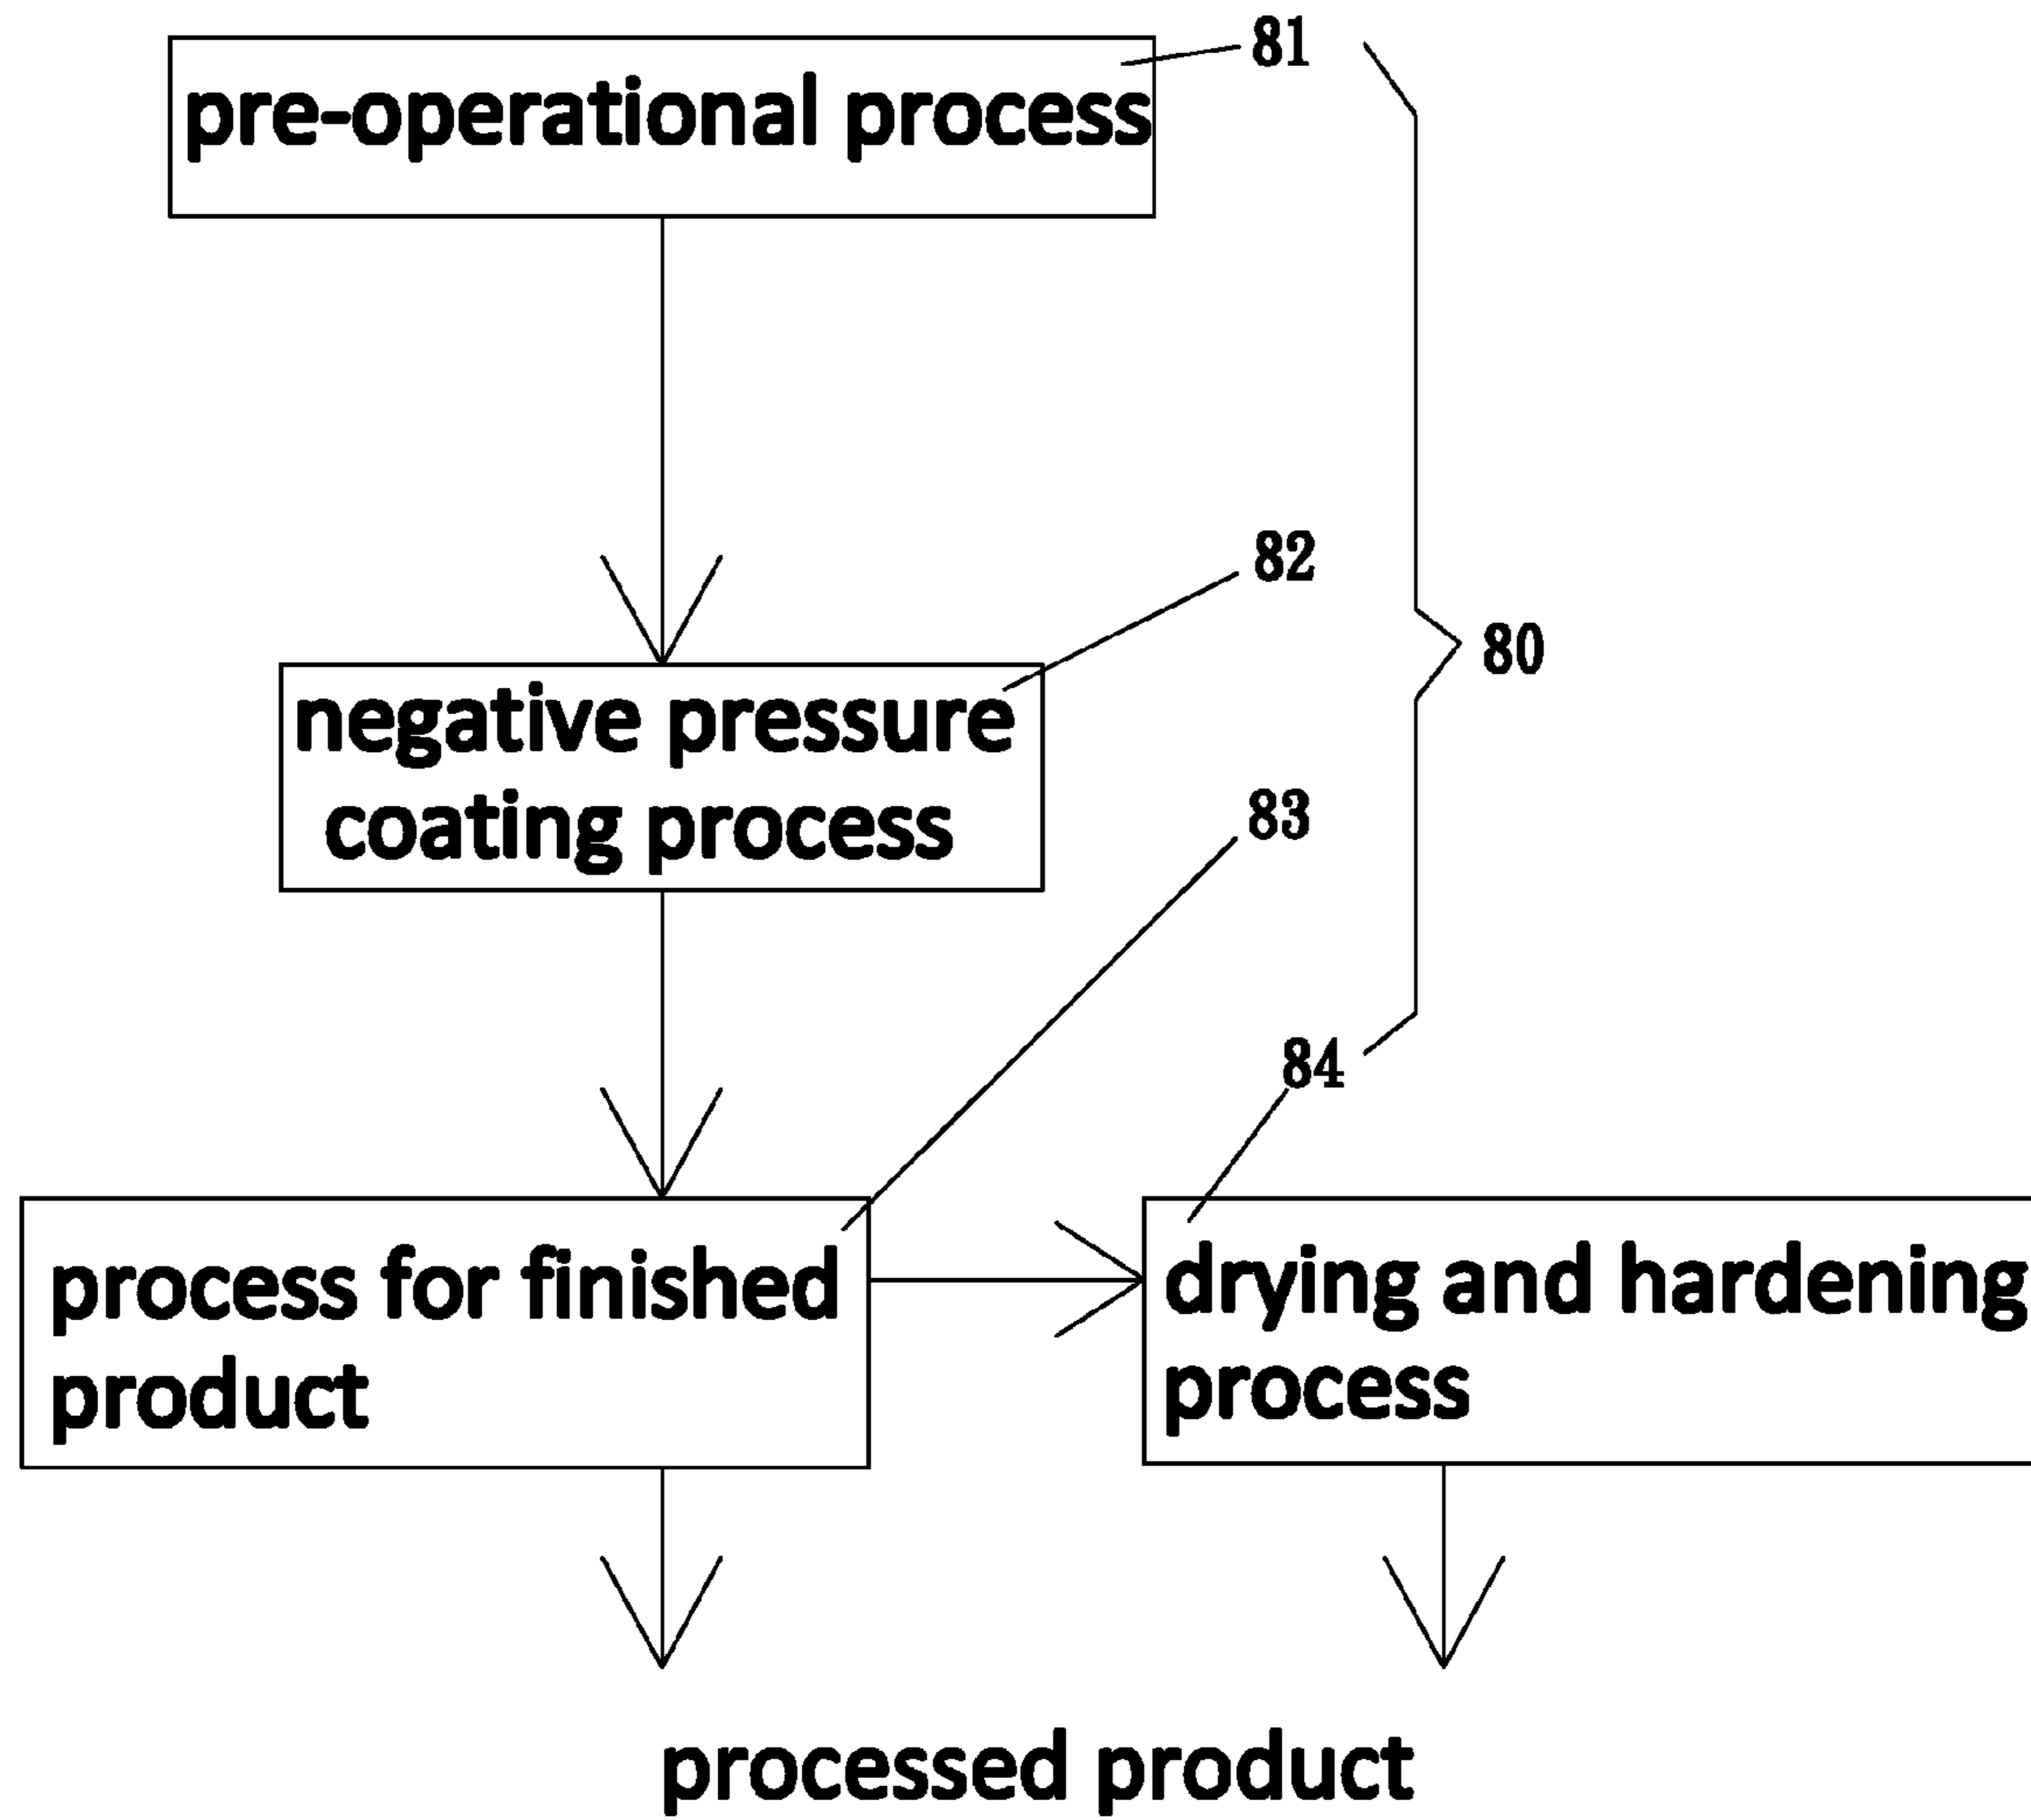 81
pre-operational process
82
80
negative pressure
coating process
83
84
process for finished
product
drying and hardening
process
processed product